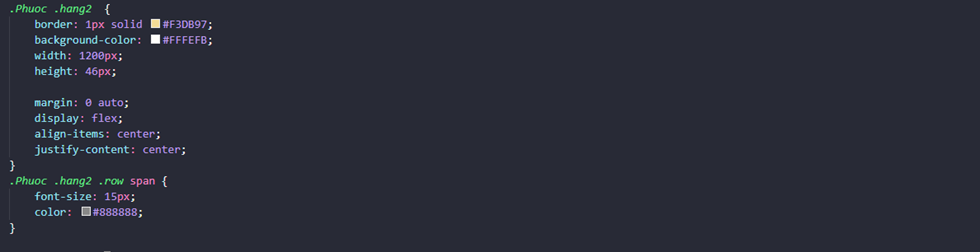 .Phuoc .hang2  {
    border: 1px solid #F3DB97;
    background-color: #FFFEFB;
    width: 1200px;
    height: 46px;

    margin: 0 auto;
    display: flex;
    align-items: center;
    justify-content: center;
}
.Phuoc .hang2 .row span {
    font-size: 15px;
    color: #888888;
}